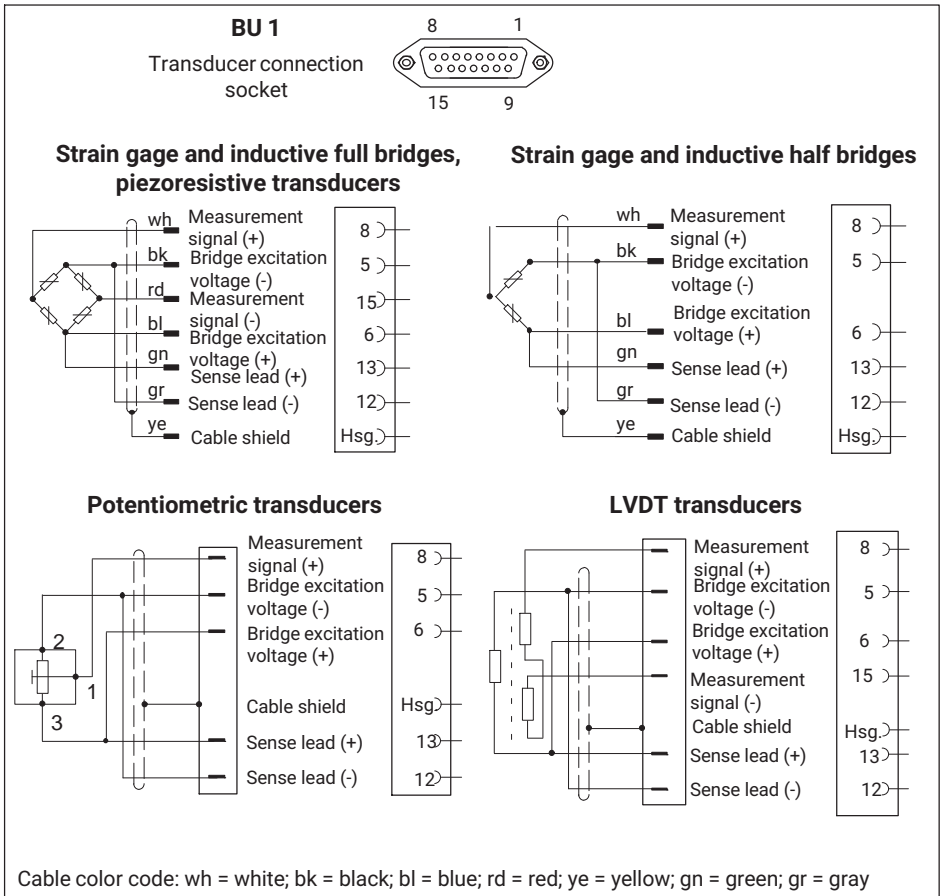 BU 1
Transducer connection
socket
8 1
15 9
Strain gage and inductive full bridges,
piezoresistive transducers
wh Measurement
signal (+) 8
bk Bridge excitation
voltage (-) 5
rd Measurement
signal (-) 15
bl Bridge excitation
voltage (+) 6
gn Sense lead (+) 13
gr Sense lead (-) 12
ye Cable shield Hsg.
Strain gage and inductive half bridges
wh Measurement
signal (+) 8
bk Bridge excitation
voltage (-) 5
bl Bridge excitation
voltage (+) 6
gn Sense lead (+) 13
gr Sense lead (-) 12
ye Cable shield Hsg.
Potentiometric transducers
Measurement
signal (+) 8
Bridge excitation
voltage (-) 5
Bridge excitation
voltage (+) 6
2
1
3
Cable shield Hsg
Sense lead (+) 13
Sense lead (-) 12
LVDT transducers
Measurement
signal (+) 8
Bridge excitation
voltage (-) 5
Bridge excitation
voltage (+) 6
Measurement
signal (-) 15
Cable shield Hsg.
Sense lead (+) 13
Sense lead (-) 12
Cable color code: wh = white; bk = black; bl = blue; rd = red; ye = yellow; gn = green; gr = gray